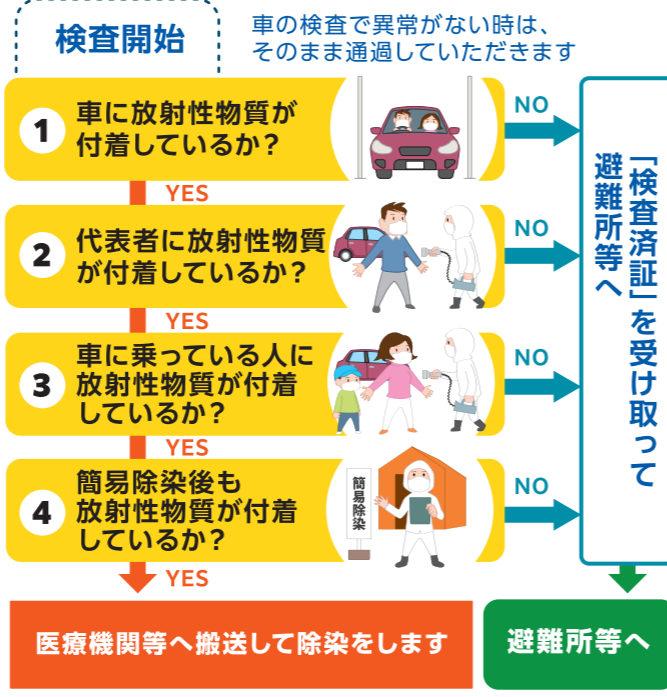 検査開始
車の検査で異常がない時は、
そのまま通過していただきます
1
車に放射性物質が
付着しているか?
NO
YES
2
代表者に放射性物質
が付着しているか?
NO
YES
3
車に乗っている人に
放射性物質が付着
しているか?
NO
YES
4
簡易除染後も
放射性物質が付着
しているか?
簡易除染
NO
YES
「検査済証」を受け取って
避難所等へ
医療機関等へ搬送して除染をします
避難所等へ